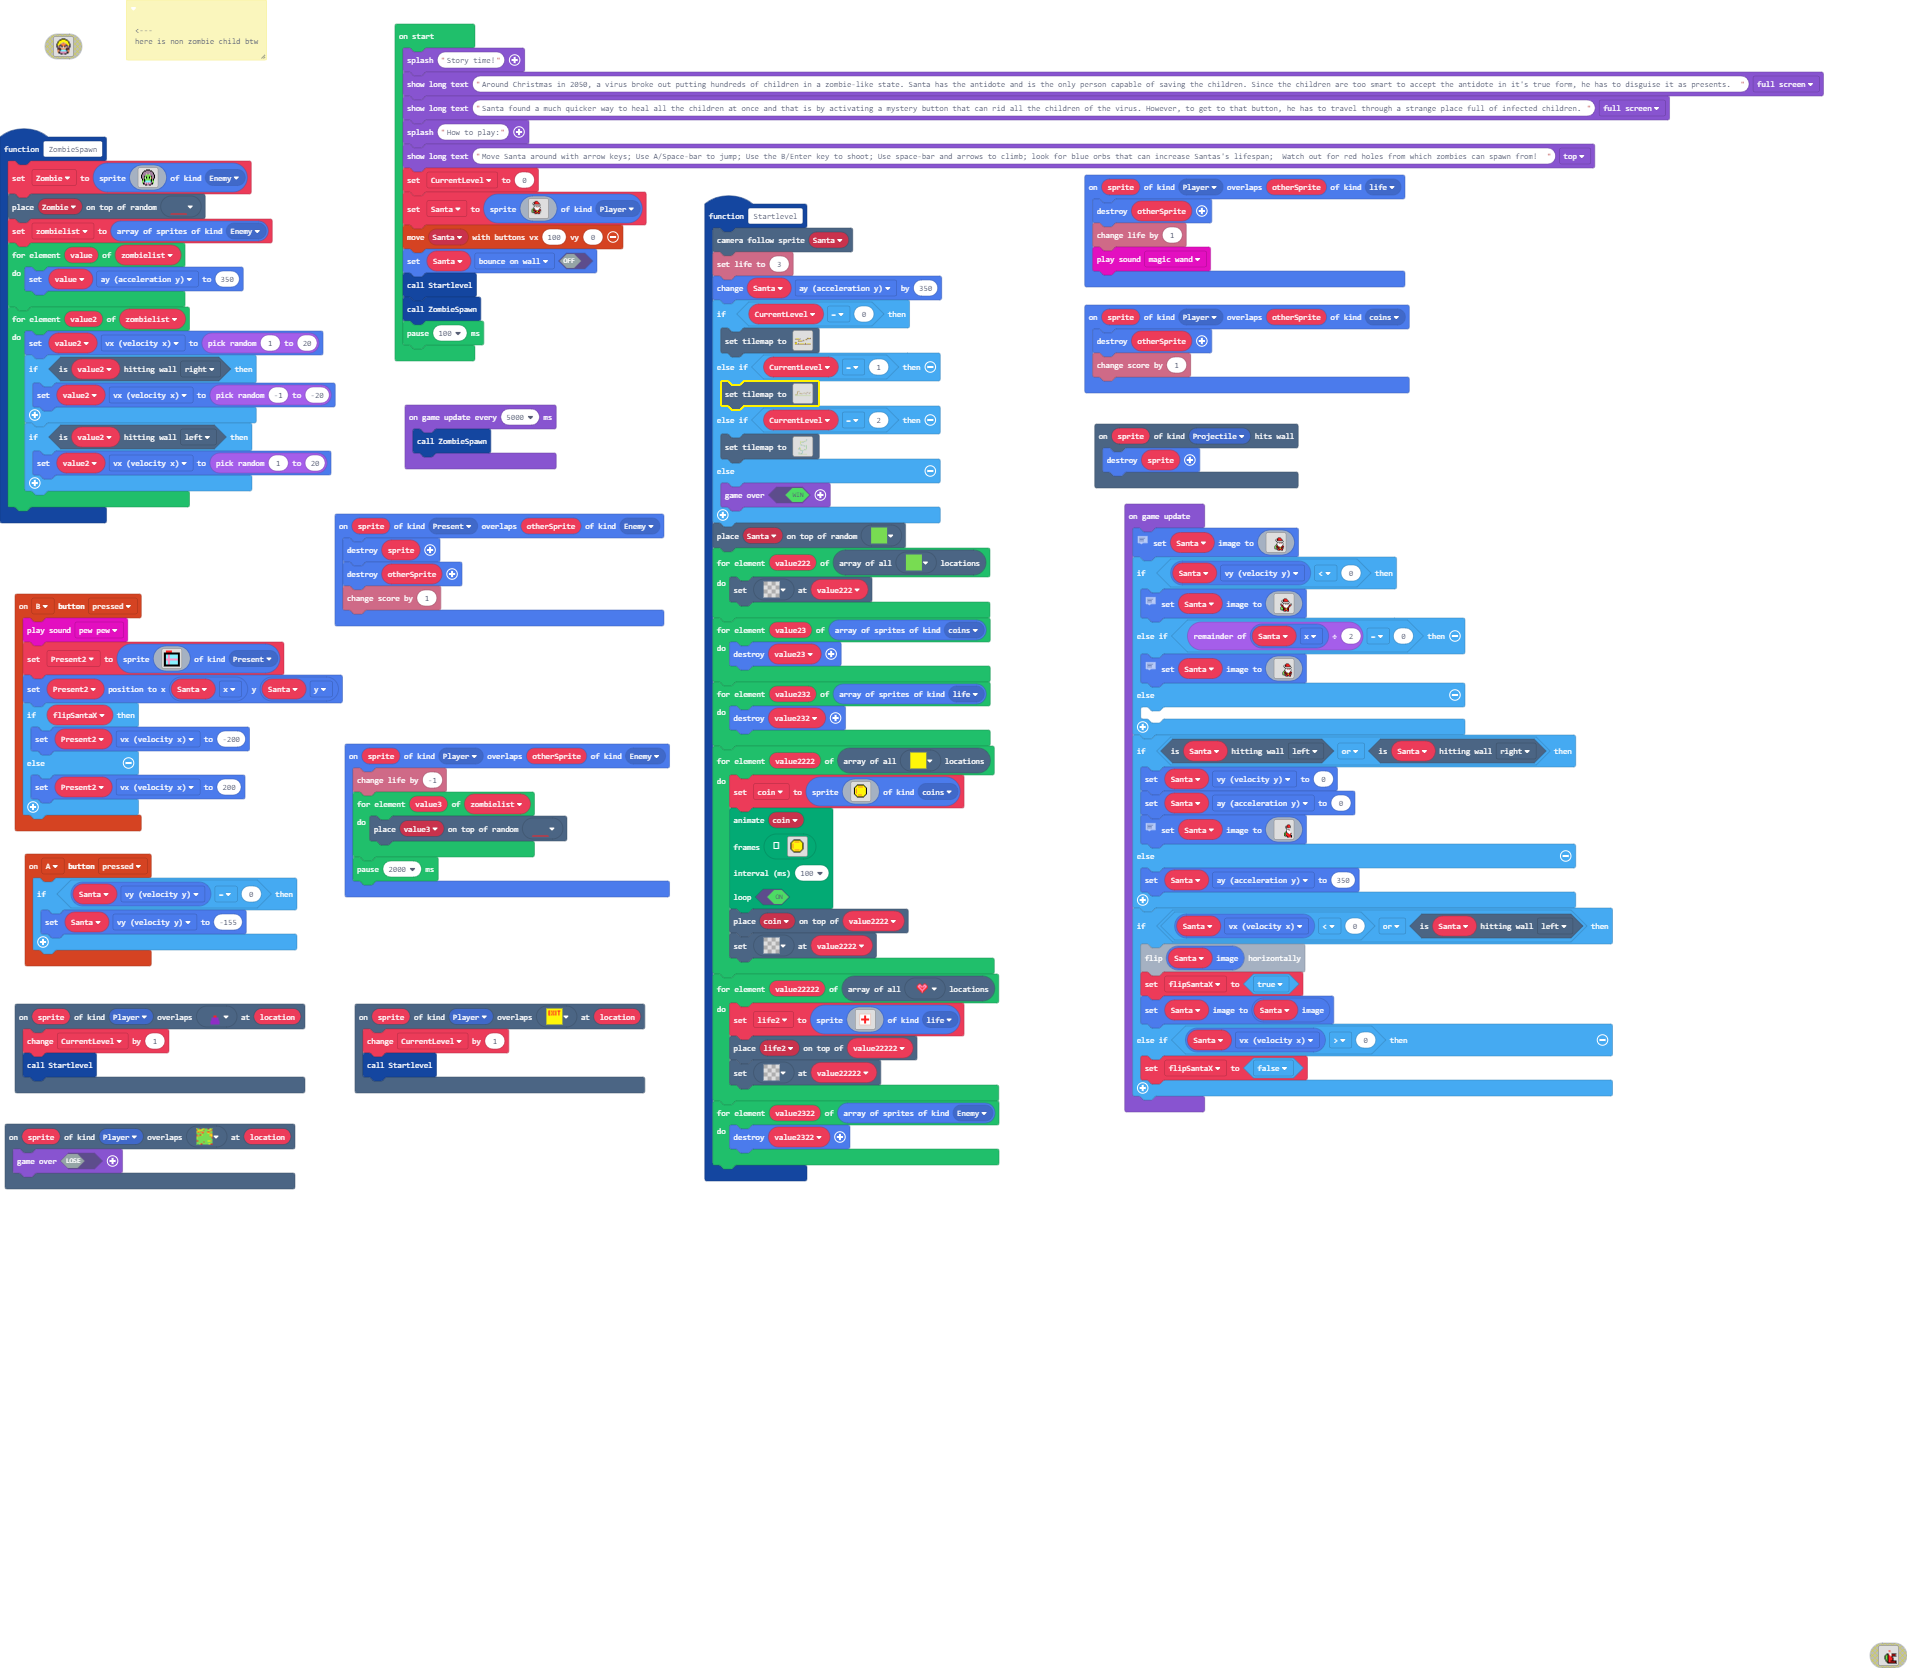 <---
here is non zombie child btw
function ZombieSpawn
set Zombie to sprite of kind Enemy
place Zombie on top of random
set zombielist to array of sprites of kind Enemy
for element value of zombielist
do set value ay (acceleration y) to 350
for element value2 of zombielist
do set value2 vx (velocity x) to pick random 1 to 20
if is value2 hitting wall right then
set value2 vx (velocity x) to pick random -1 to -20
if is value2 hitting wall left then
set value2 vx (velocity x) to pick random 1 to 20
on start
splash "Story time!"
show long text "Around Christmas in 2050, a virus broke out putting hundreds of children in a zombie-like state. Santa has the antidote and is the only person capable of saving the children. Since the children are too smart to accept the antidote in it's true form, he has to disguise it as presents. " full screen
show long text "Santa found a much quicker way to heal all the children at once and that is by activating a mystery button that can rid all the children of the virus. However, to get to that button, he has to travel through a strange place full of infected children. " full screen
splash "How to play:"
show long text "Move Santa around with arrow keys; Use A/Space-bar to jump; Use the B/Enter key to shoot; Use space-bar and arrows to climb; look for blue orbs that can increase Santas's lifespan;  Watch out for red holes from which zombies can spawn from! " top
set CurrentLevel to 0
set Santa to sprite of kind Player
move Santa with buttons vx 100 vy 0
set Santa bounce on wall OFF
call Startlevel
call ZombieSpawn
pause 100 ms
on game update every 5000 ms
call ZombieSpawn
on sprite of kind Present overlaps otherSprite of kind Enemy
destroy sprite
destroy otherSprite
change score by 1
on B button pressed
play sound pew pew
set Present2 to sprite of kind Present
set Present2 position to x Santa x y Santa y
if flipSantaX then
set Present2 vx (velocity x) to -200
else
set Present2 vx (velocity x) to 200
on sprite of kind Player overlaps otherSprite of kind Enemy
change life by -1
for element value3 of zombielist
do place value3 on top of random
pause 2000 ms
on A button pressed
if Santa vy (velocity y) = 0 then
set Santa vy (velocity y) to -155
on sprite of kind Player overlaps at location
change CurrentLevel by 1
call Startlevel
on sprite of kind Player overlaps EXIT at location
change CurrentLevel by 1
call Startlevel
on sprite of kind Player overlaps at location
game over LOSE
function Startlevel
camera follow sprite Santa
set life to 3
change Santa ay (acceleration y) by 350
if CurrentLevel = 0 then
set tilemap to
else if CurrentLevel = 1 then
set tilemap to
else if CurrentLevel = 2 then
set tilemap to
else
game over WIN
place Santa on top of random
for element value222 of array of all locations
do set at value222
for element value23 of array of sprites of kind coins
do destroy value23
for element value232 of array of sprites of kind life
do destroy value232
for element value2222 of array of all locations
do set coin to sprite of kind coins
animate coin
frames
interval (ms) 100
loop ON
place coin on top of value2222
set at value2222
for element value22222 of array of all locations
do set life2 to sprite of kind life
place life2 on top of value22222
set at value22222
for element value2322 of array of sprites of kind Enemy
do destroy value2322
on sprite of kind Player overlaps otherSprite of kind life
destroy otherSprite
change life by 1
play sound magic wand
on sprite of kind Player overlaps otherSprite of kind coins
destroy otherSprite
change score by 1
on sprite of kind Projectile hits wall
destroy sprite
on game update
set Santa image to
if Santa vy (velocity y) < 0 then
set Santa image to
else if remainder of Santa x ÷ 2 = 0 then
set Santa image to
else
if is Santa hitting wall left or is Santa hitting wall right then
set Santa vy (velocity y) to 0
set Santa ay (acceleration y) to 0
set Santa image to
else
set Santa ay (acceleration y) to 350
if Santa vx (velocity x) < 0 or is Santa hitting wall left then
flip Santa image horizontally
set flipSantaX to true
set Santa image to Santa image
else if Santa vx (velocity x) > 0 then
set flipSantaX to false